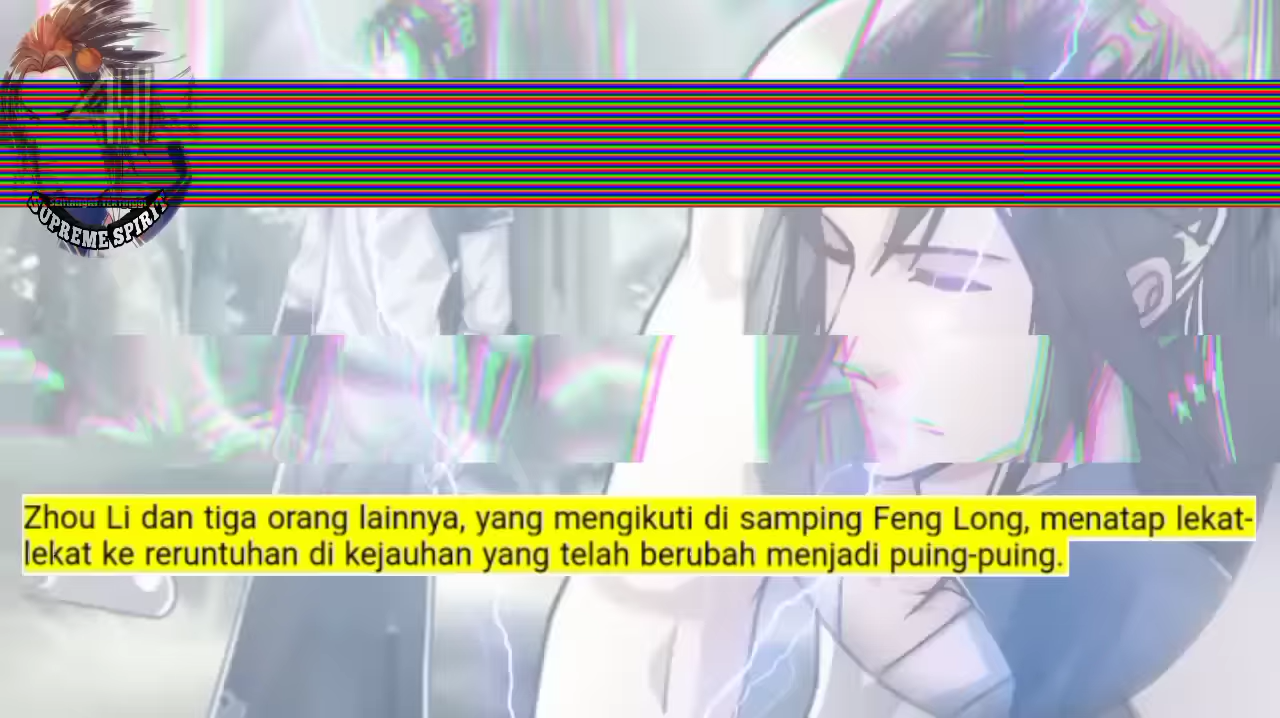 SUPREME SPIRIT
Zhou Li dan tiga orang lainnya, yang mengikuti di samping Feng Long, menatap lekat-
lekat ke reruntuhan di kejauhan yang telah berubah menjadi puing-puing.